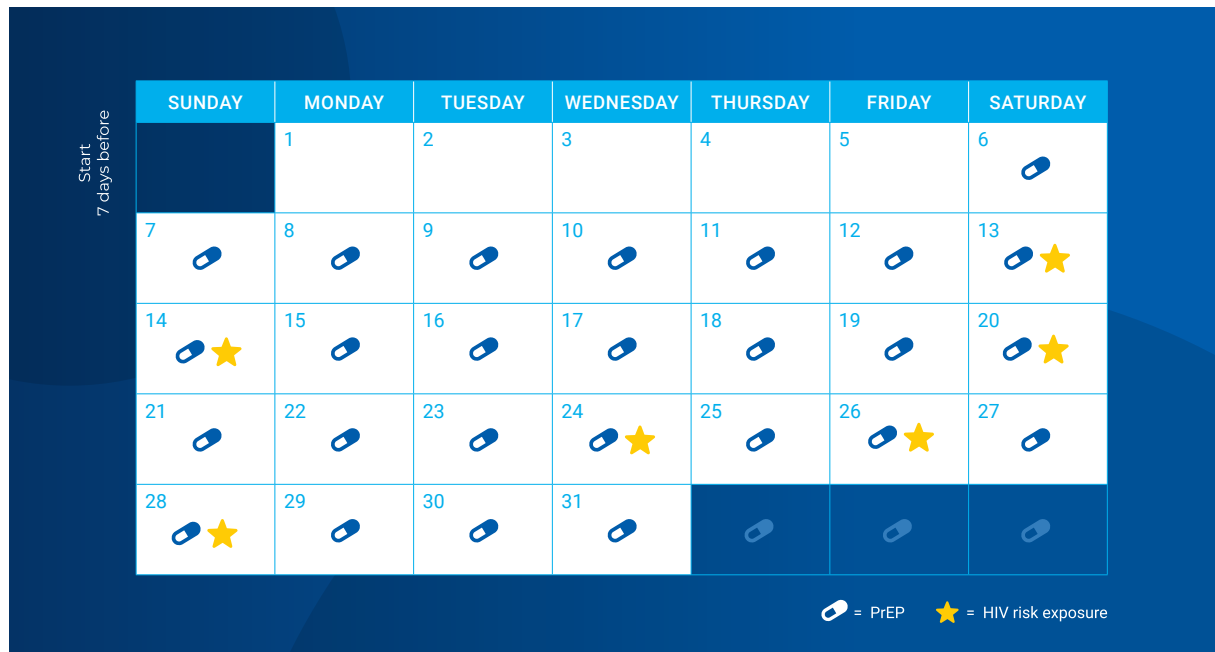 Start
7 days before
SUNDAY MONDAY TUESDAY WEDNESDAY THURSDAY FRIDAY SATURDAY
1 2 3 4 5 6
7 8 9 10 11 12 13
14 15 16 17 18 19 20
21 22 23 24 25 26 27
28 29 30 31
= PrEP = HIV risk exposure